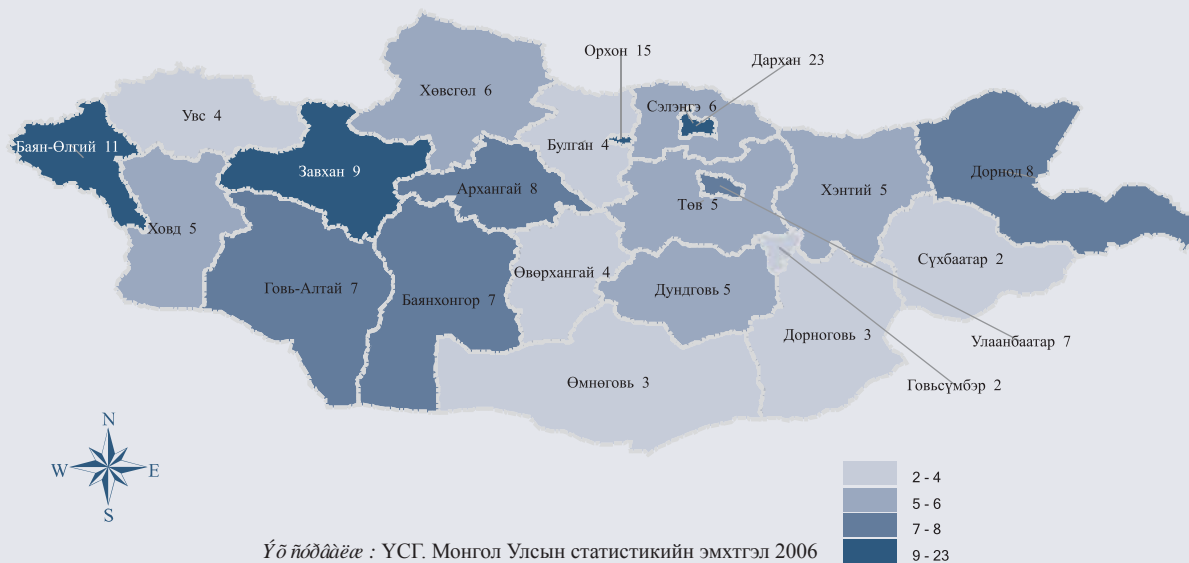 Орхон 15
Дархан 23
Хөвсгөл 6
Сэлэнгэ 6
Увс 4
Булган 4
Баян-Өлгий 11
Завхан 9
Архангай 8
Төв 5
Хэнтий 5
Дорнод 8
Ховд 5
Говь-Алтай 7
Баянхонгор 7
Өвөрхангай 4
Дундговь 5
Сүхбаатар 2
Дорноговь 3
Улаанбаатар 7
Өмнөговь 3
Говьсүмбэр 2
N
W E
S
2 - 4
5 - 6
7 - 8
9 - 23
Ýõ ñóðâàëæ : ҮСГ. Монгол Улсын статистикийн эмхтгэл 2006